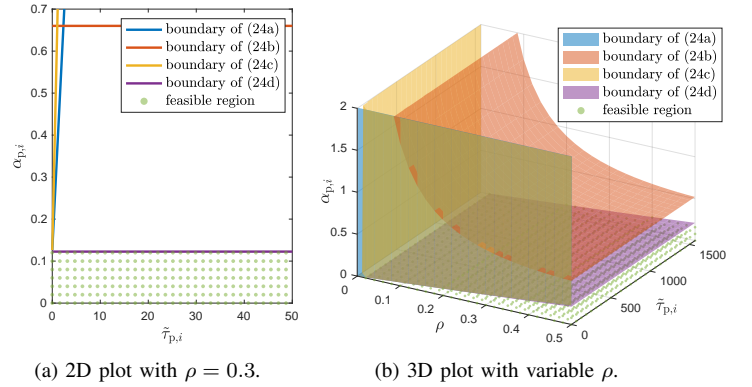 0.7
0.6
0.5
0.4
0.3
0.2
0.1
0
α_{p,i}
0 10 20 30 40 50
τ̃_{p,i}
boundary of (24a)
boundary of (24b)
boundary of (24c)
boundary of (24d)
feasible region
(a) 2D plot with ρ = 0.3.
2
1.5
1
0.5
0
α_{p,i}
0 0.1 0.2 0.3 0.4 0.5
ρ
0 500 1000 1500
τ̃_{p,i}
boundary of (24a)
boundary of (24b)
boundary of (24c)
boundary of (24d)
feasible region
(b) 3D plot with variable ρ.